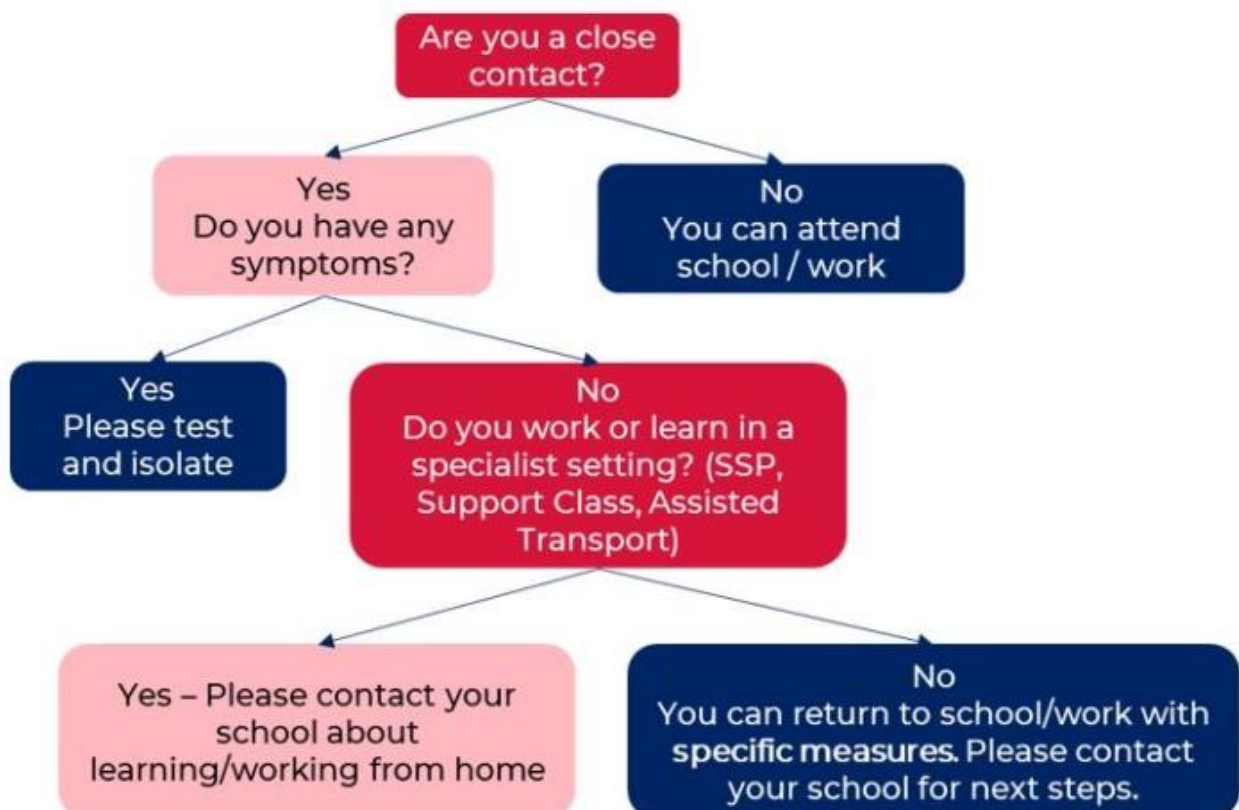 Are you a close
contact?
Yes
Do you have any
symptoms?
No
You can attend
school / work
Yes
Please test
and isolate
No
Do you work or learn in a
specialist setting? (SSP,
Support Class, Assisted
Transport)
Yes – Please contact your
school about
learning/working from home
No
You can return to school/work with
specific measures. Please contact
your school for next steps.